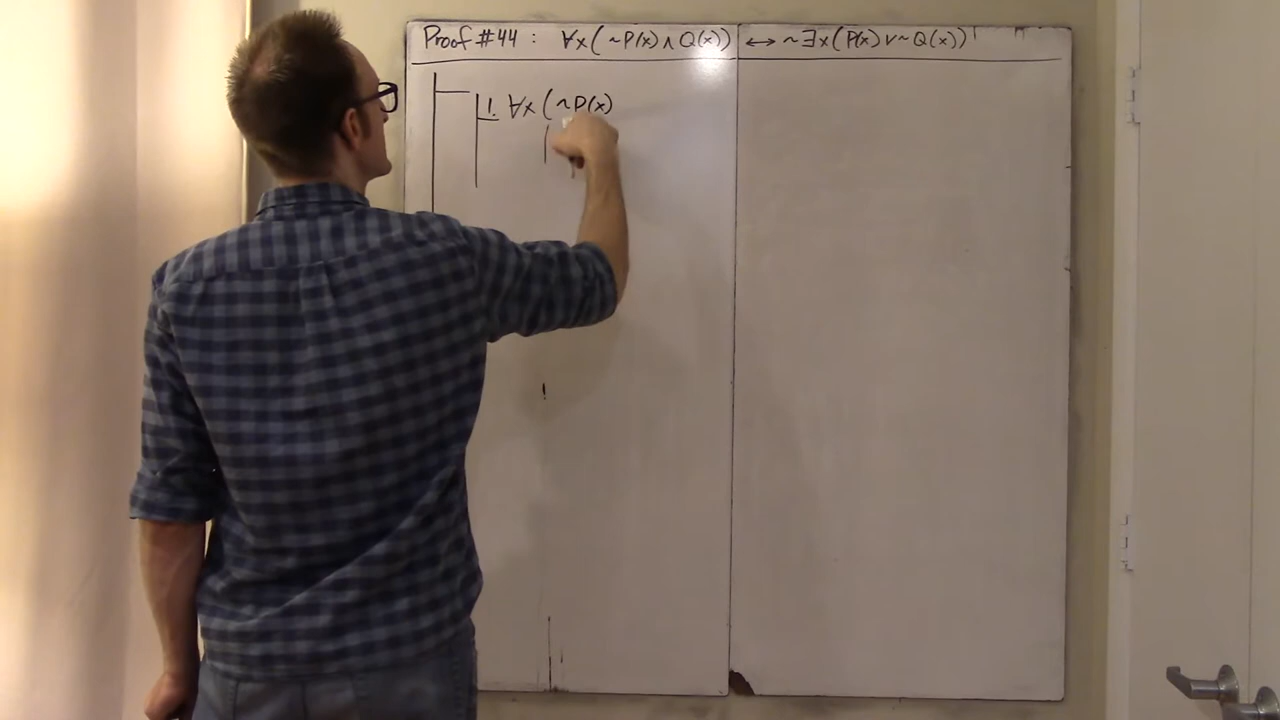 Proof #44 : ∀x(~P(x) ∧ Q(x)) ↔ ~∃x(P(x) ∨ ~Q(x))
1. ∀x (~P(x)